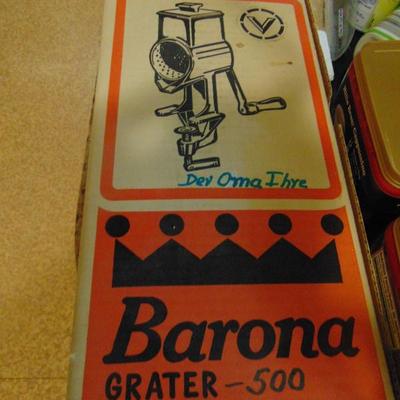 Der Oma Ihre
Barona
GRATER-500